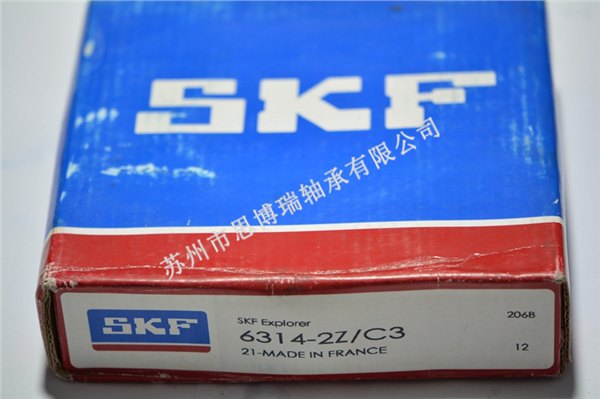 SKF
苏州市思博瑞轴承有限公司
SKF
SKF Explorer
6314-2Z/C3
21-MADE IN FRANCE
206B
12